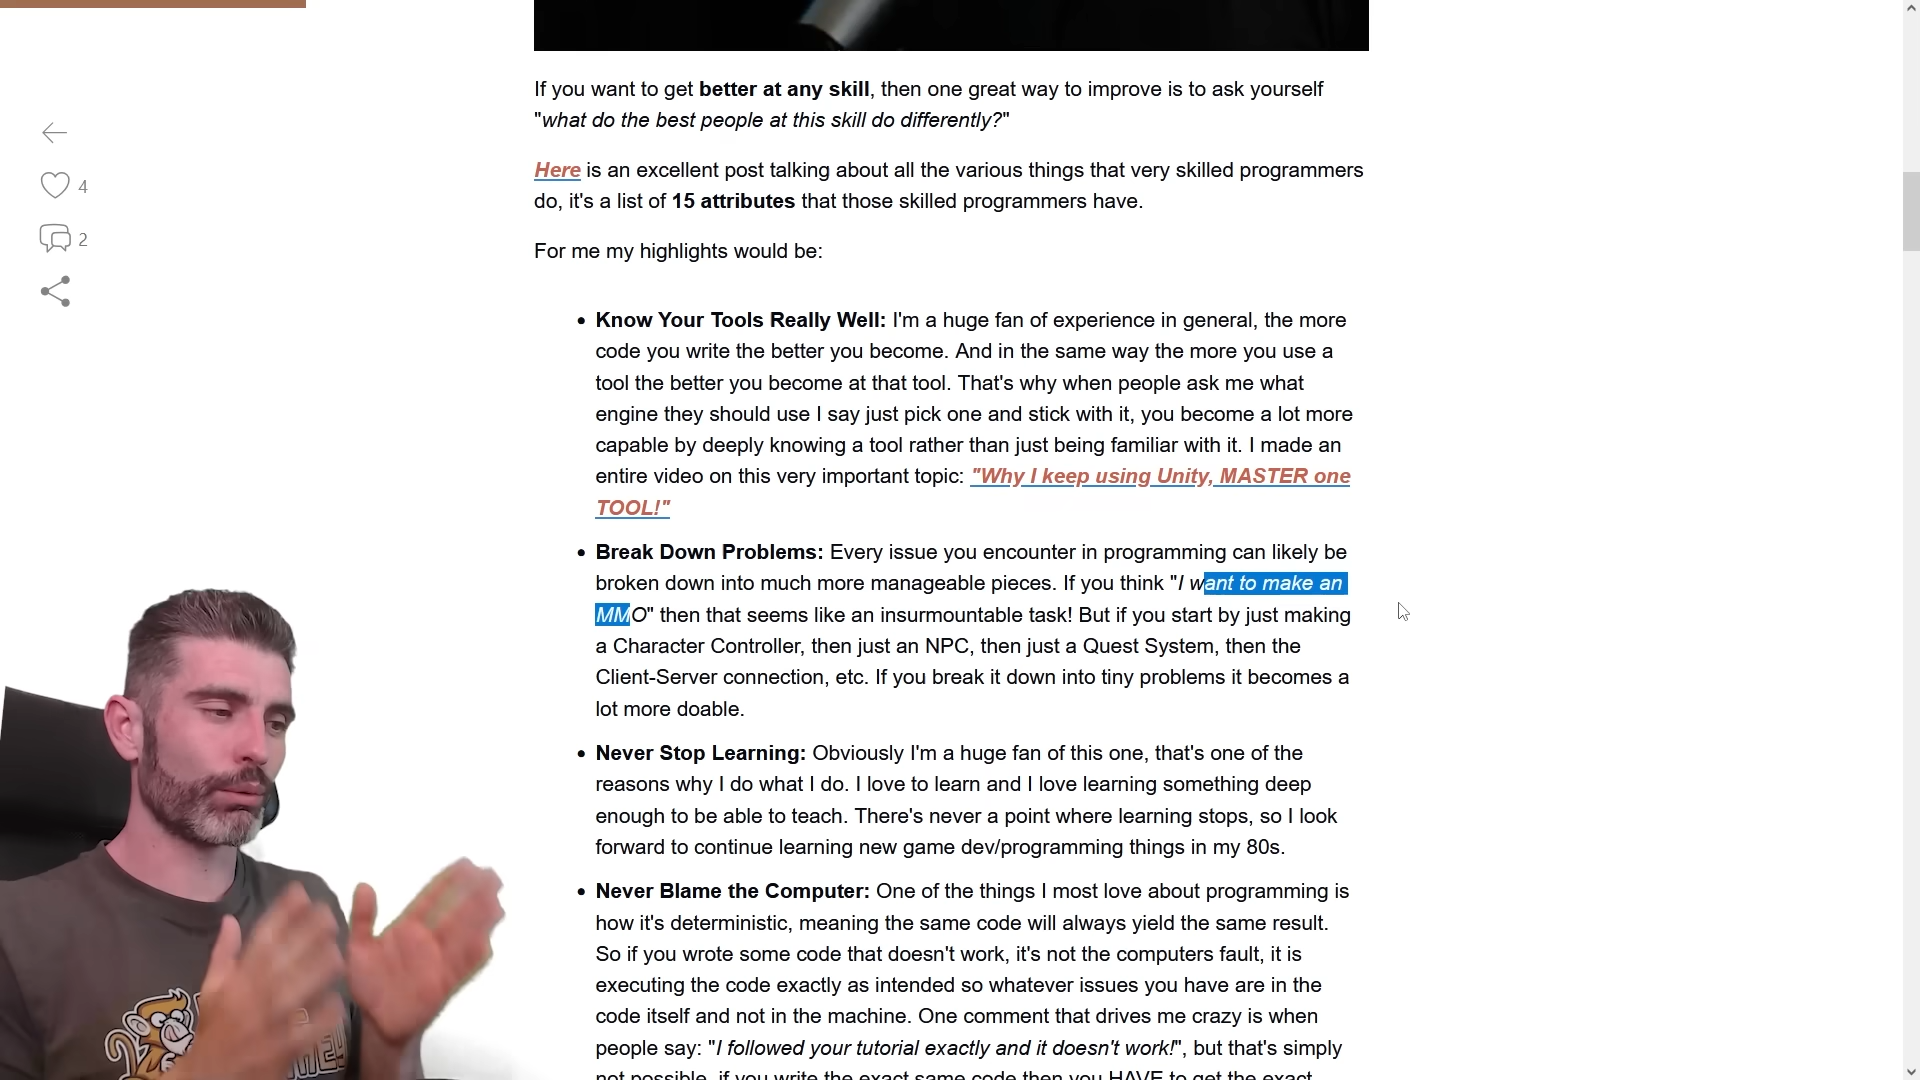 If you want to get better at any skill, then one great way to improve is to ask yourself
"what do the best people at this skill do differently?"
Here is an excellent post talking about all the various things that very skilled programmers
do, it's a list of 15 attributes that those skilled programmers have.
For me my highlights would be:
4
2
• Know Your Tools Really Well: I'm a huge fan of experience in general, the more
code you write the better you become. And in the same way the more you use a
tool the better you become at that tool. That's why when people ask me what
engine they should use I say just pick one and stick with it, you become a lot more
capable by deeply knowing a tool rather than just being familiar with it. I made an
entire video on this very important topic: "Why I keep using Unity, MASTER one
TOOL!"
• Break Down Problems: Every issue you encounter in programming can likely be
broken down into much more manageable pieces. If you think "I want to make an
MMO" then that seems like an insurmountable task! But if you start by just making
a Character Controller, then just an NPC, then just a Quest System, then the
Client-Server connection, etc. If you break it down into tiny problems it becomes a
lot more doable.
• Never Stop Learning: Obviously I'm a huge fan of this one, that's one of the
reasons why I do what I do. I love to learn and I love learning something deep
enough to be able to teach. There's never a point where learning stops, so I look
forward to continue learning new game dev/programming things in my 80s.
• Never Blame the Computer: One of the things I most love about programming is
how it's deterministic, meaning the same code will always yield the same result.
So if you wrote some code that doesn't work, it's not the computers fault, it is
executing the code exactly as intended so whatever issues you have are in the
code itself and not in the machine. One comment that drives me crazy is when
people say: "I followed your tutorial exactly and it doesn't work!", but that's simply
not possible, if you write the exact same code then you HAVE to get the exact